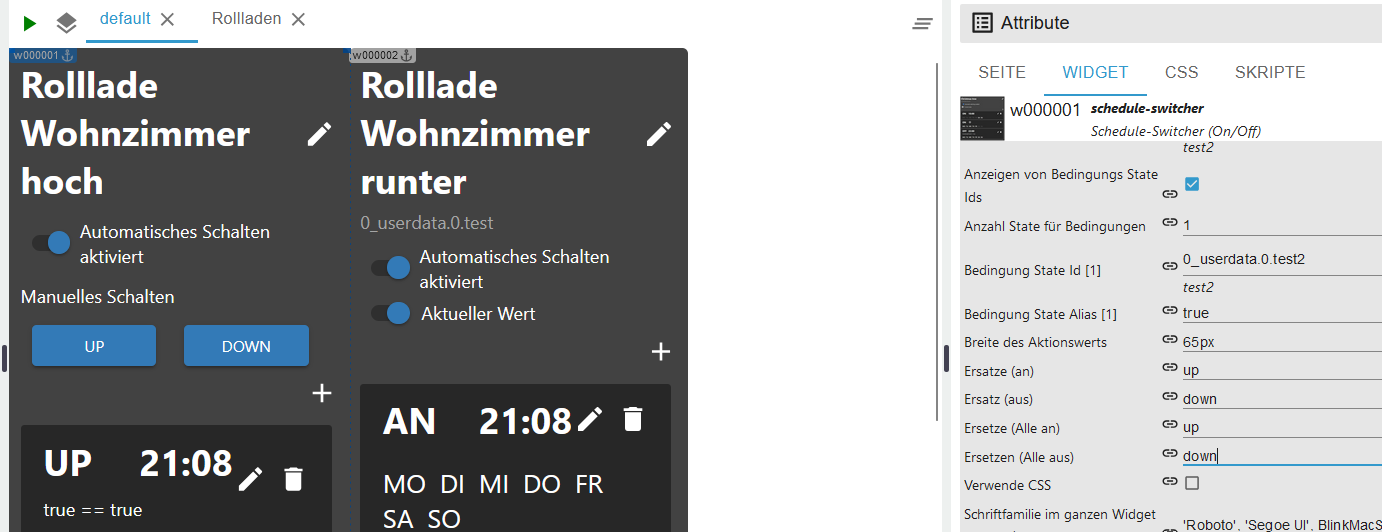 default
Rollladen
w000001
w000002
Rolllade
Wohnzimmer
hoch
Automatisches Schalten
aktiviert
Manuelles Schalten
UP
DOWN
UP
21:08
true == true
Rolllade
Wohnzimmer
runter
0_userdata.0.test
Automatisches Schalten
aktiviert
Aktueller Wert
AN
21:08
MO DI MI DO FR
SA SO
Attribute
SEITE
WIDGET
CSS
SKRIPTE
w000001
schedule-switcher
Schedule-Switcher (On/Off)
test2
Anzeigen von Bedingungs State
Ids
Anzahl State für Bedingungen
1
Bedingung State Id [1]
0_userdata.0.test2
test2
Bedingung State Alias [1]
true
Breite des Aktionswerts
65px
Ersatze (an)
up
Ersatz (aus)
down
Ersetze (Alle an)
up
Ersetzen (Alle aus)
down
Verwende CSS
Schriftfamilie im ganzen Widget
'Roboto', 'Segoe UI', BlinkMacS